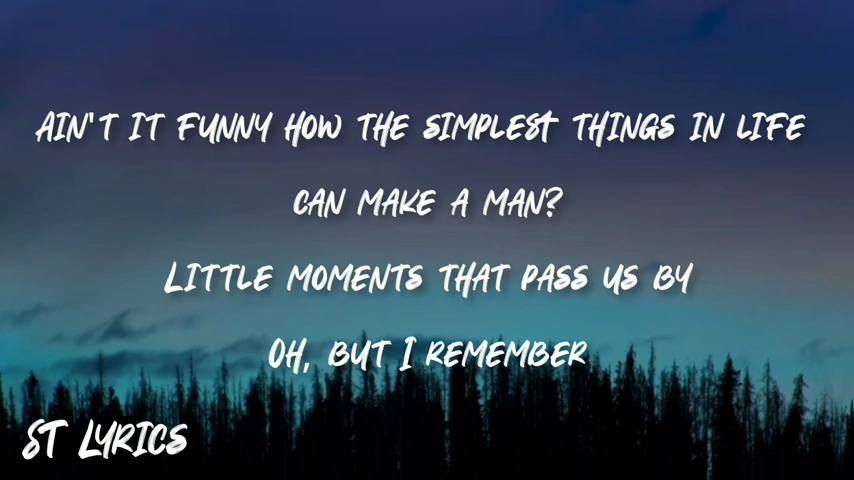 AIN'T IT FUNNY HOW THE SIMPLEST THINGS IN LIFE
CAN MAKE A MAN?
LITTLE MOMENTS THAT PASS US BY
OH, BUT I REMEMBER
ST LYRICS